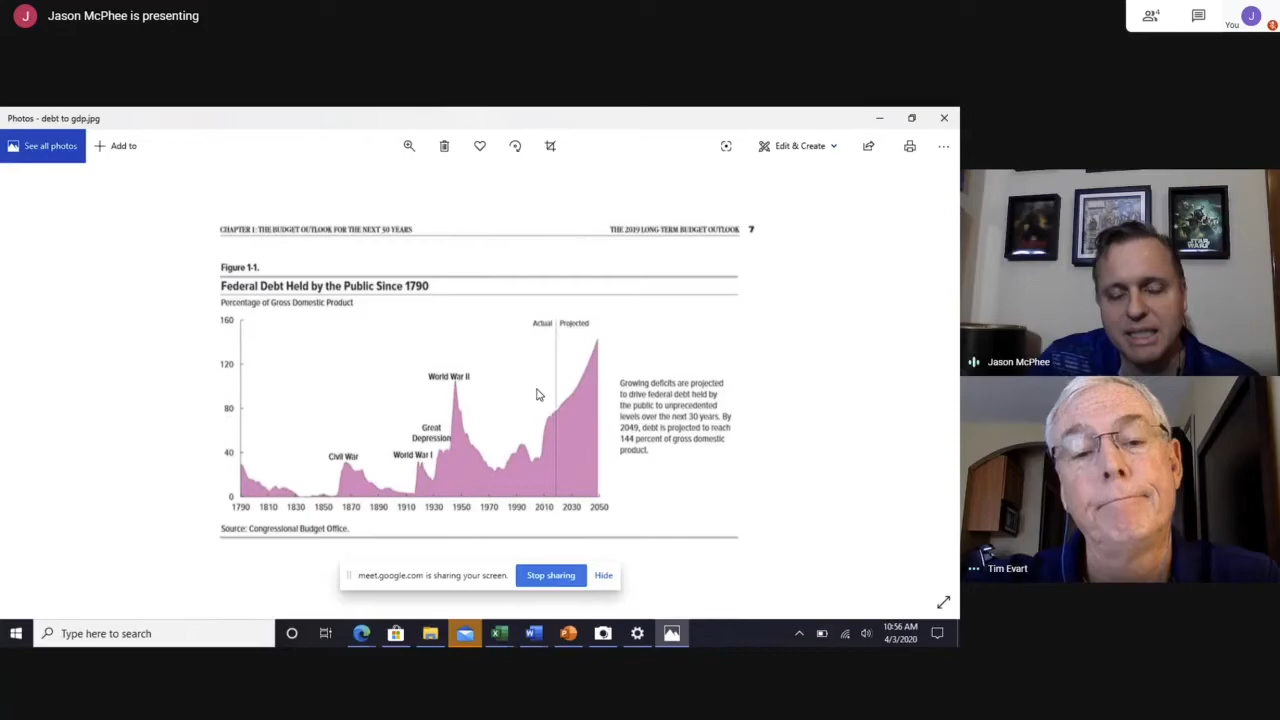 J
Jason McPhee is presenting
4
You
J
Photos - debt to gdp.jpg
See all photos
Add to
Edit & Create
CHAPTER 1: THE BUDGET OUTLOOK FOR THE NEXT 30 YEARS
THE 2019 LONG-TERM BUDGET OUTLOOK 7
Figure 1-1.
Federal Debt Held by the Public Since 1790
Percentage of Gross Domestic Product
160
Actual
Projected
120
World War II
80
Great
Depression
Civil War
World War I
40
0
1790 1810 1830 1850 1870 1890 1910 1930 1950 1970 1990 2010 2030 2050
Growing deficits are projected
to drive federal debt held by
the public to unprecedented
levels over the next 30 years. By
2049, debt is projected to reach
144 percent of gross domestic
product.
Source: Congressional Budget Office.
meet.google.com is sharing your screen.
Stop sharing
Hide
STAR
WARS
Jason McPhee
Tim Evart
Type here to search
10:56 AM
4/3/2020